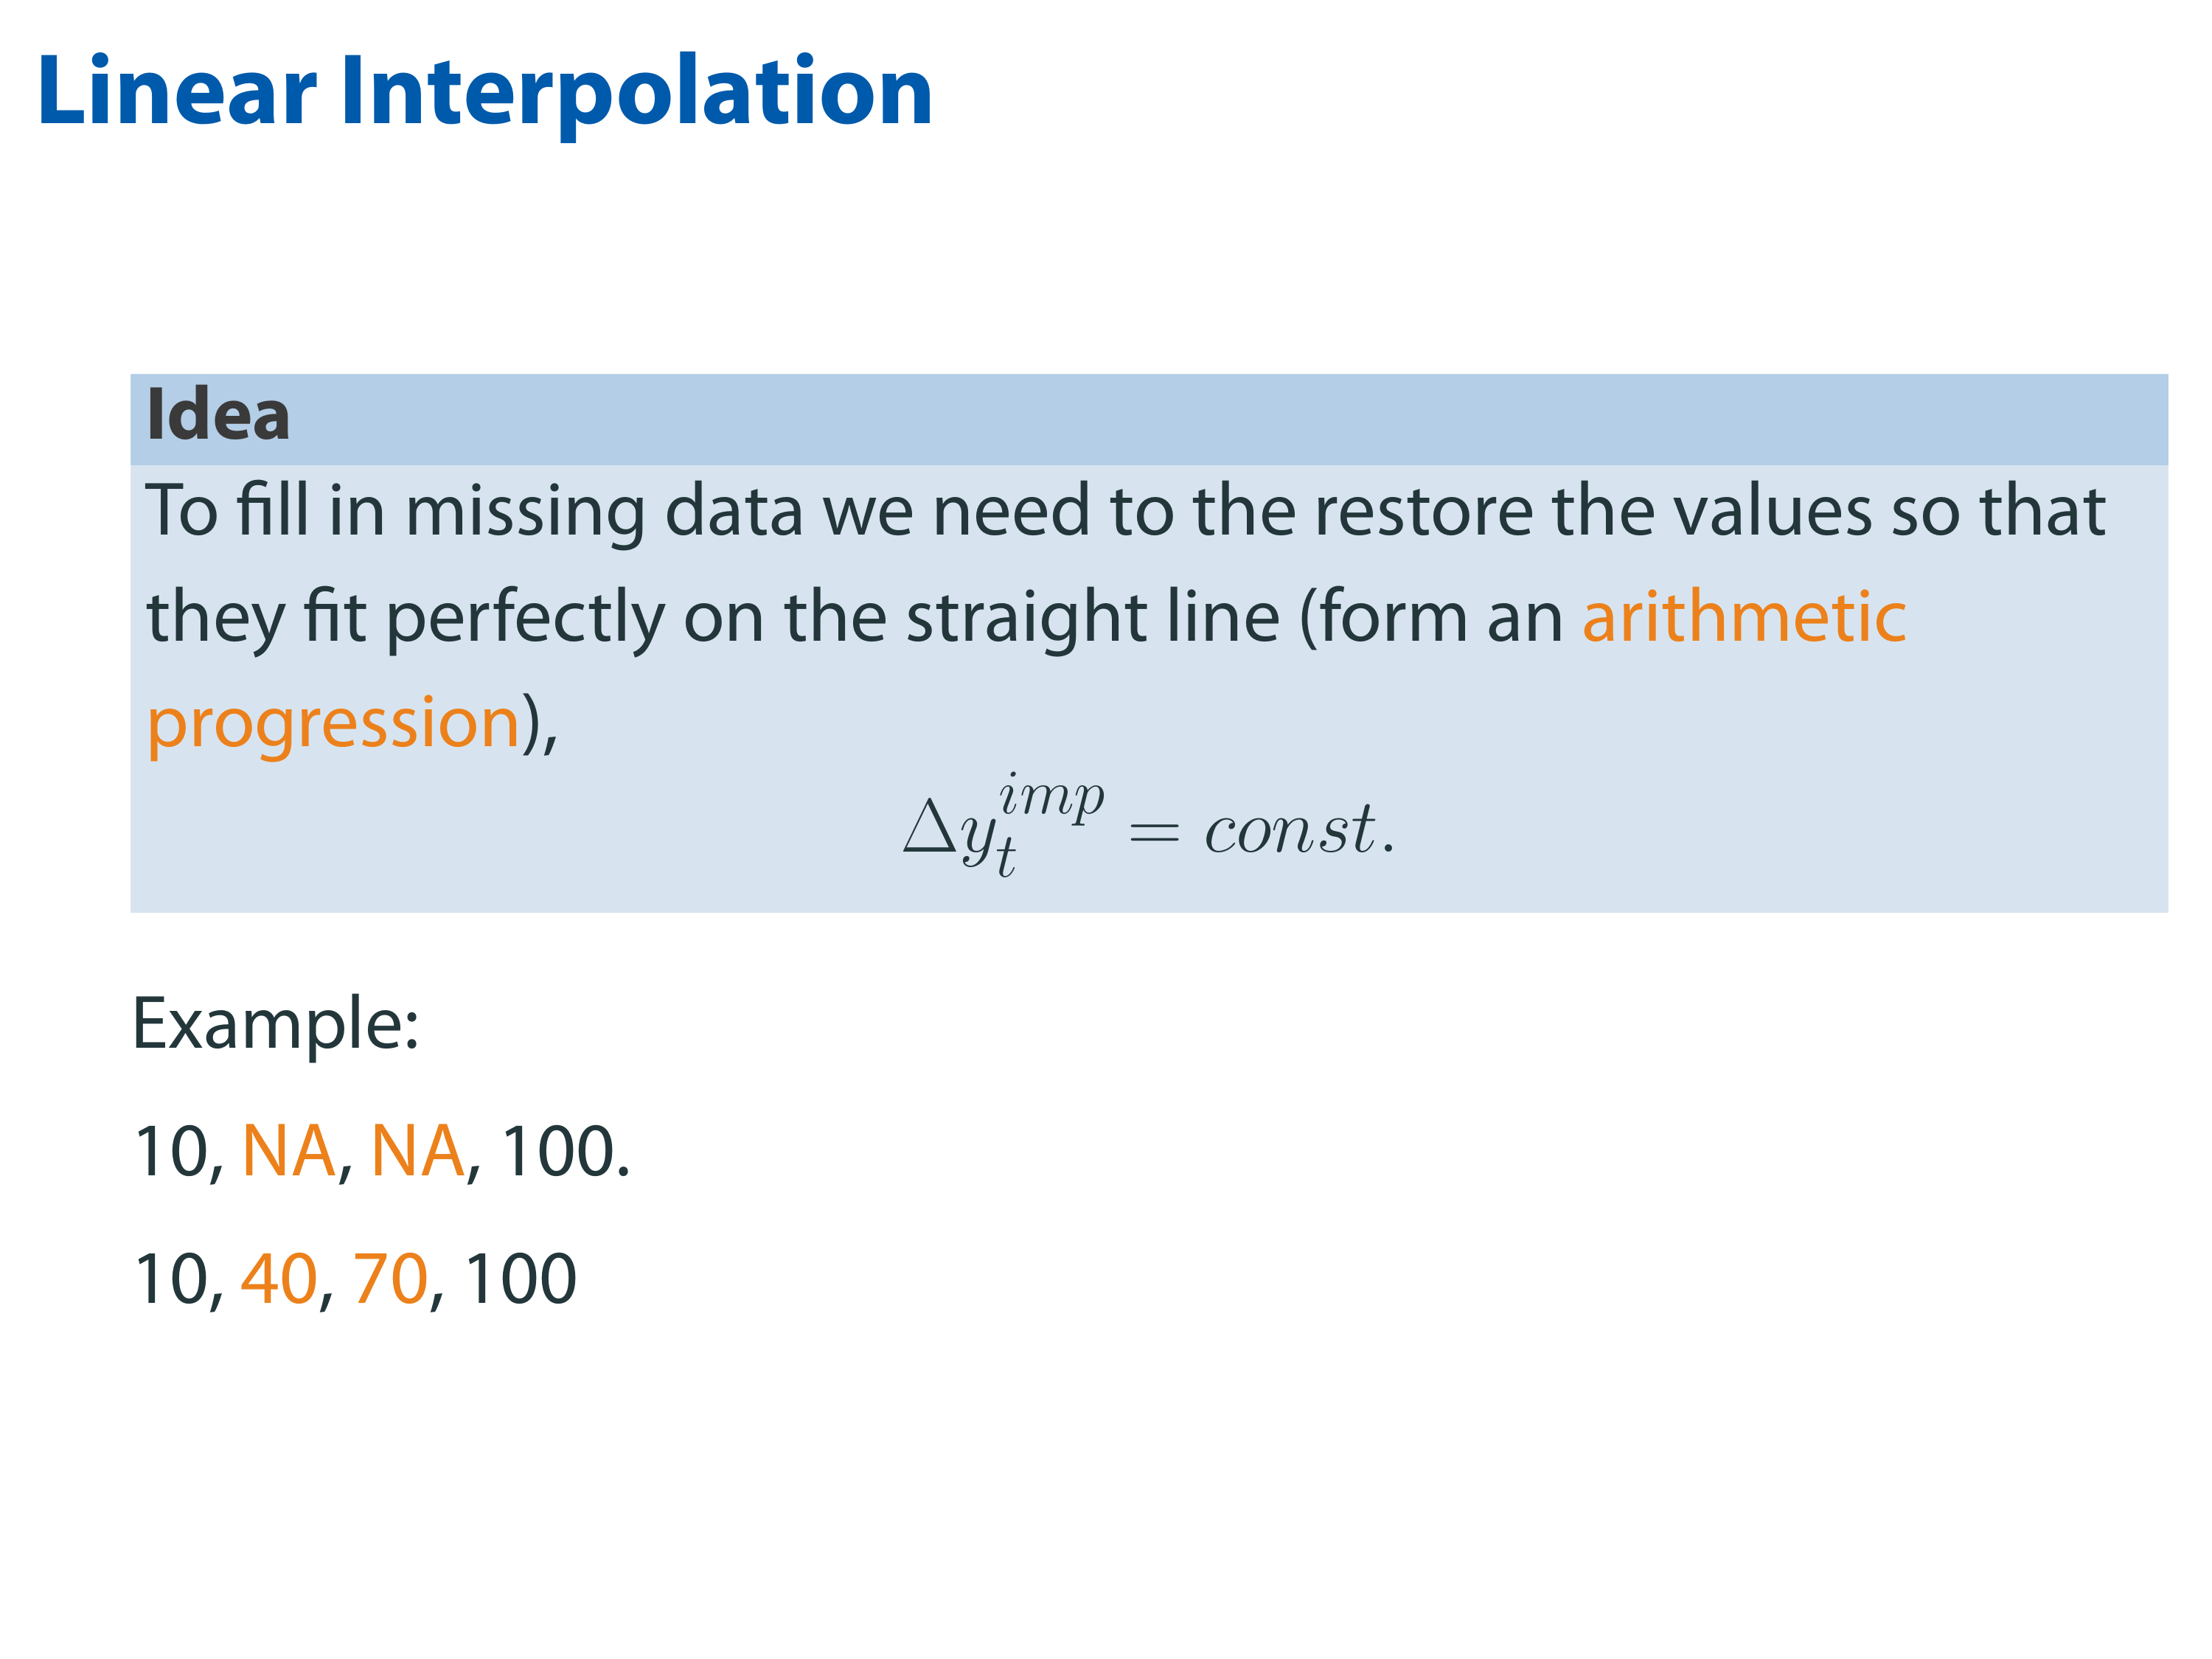 Linear Interpolation
Idea
To fill in missing data we need to the restore the values so that
they fit perfectly on the straight line (form an arithmetic
progression),
$\Delta y_t^{imp} = const.$
Example:
10, NA, NA, 100.
10, 40, 70, 100